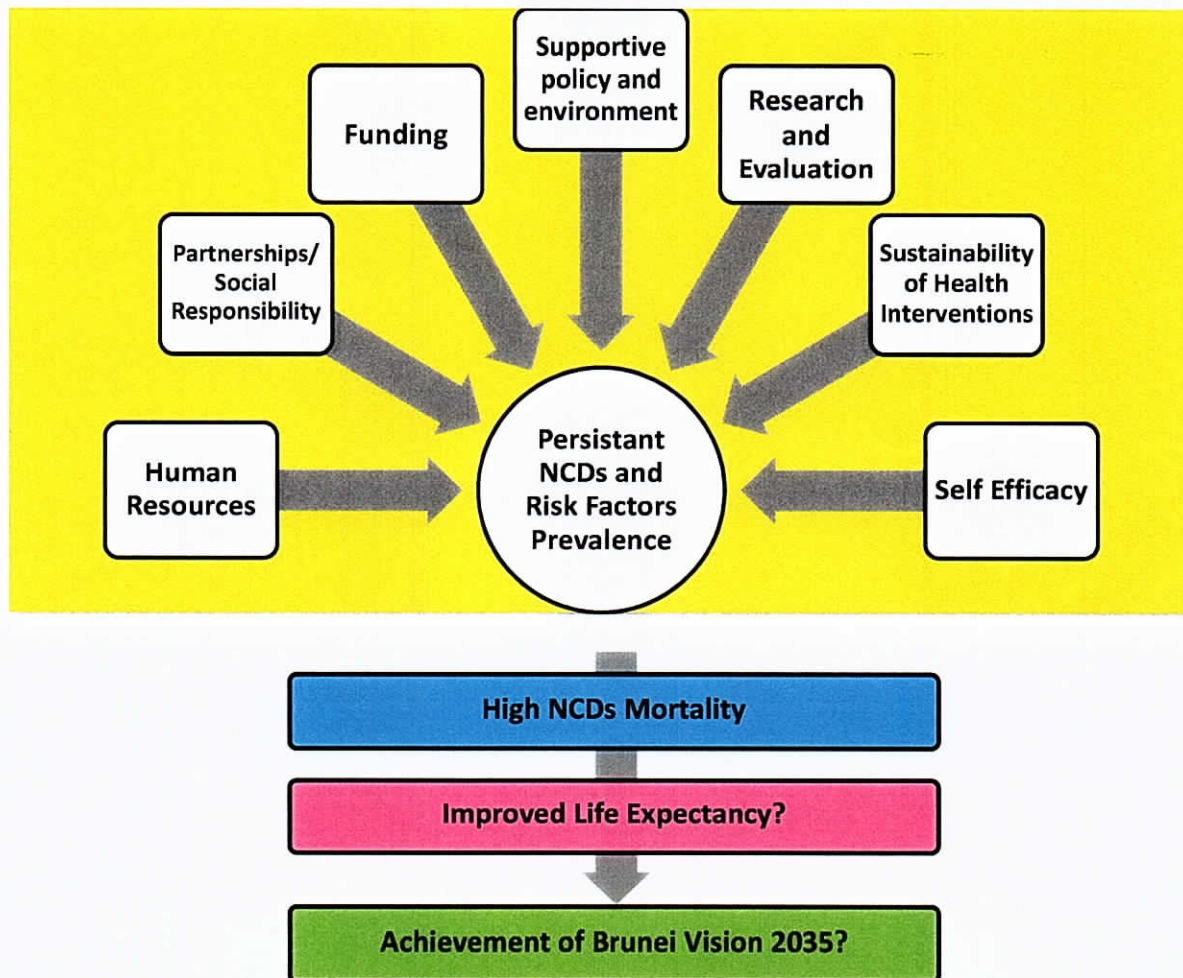 Supportive
policy and
environment
Funding
Research
and
Evaluation
Partnerships/
Social
Responsibility
Sustainability
of Health
Interventions
Human
Resources
Persistant
NCDs and
Risk Factors
Prevalence
Self Efficacy
High NCDs Mortality
Improved Life Expectancy?
Achievement of Brunei Vision 2035?